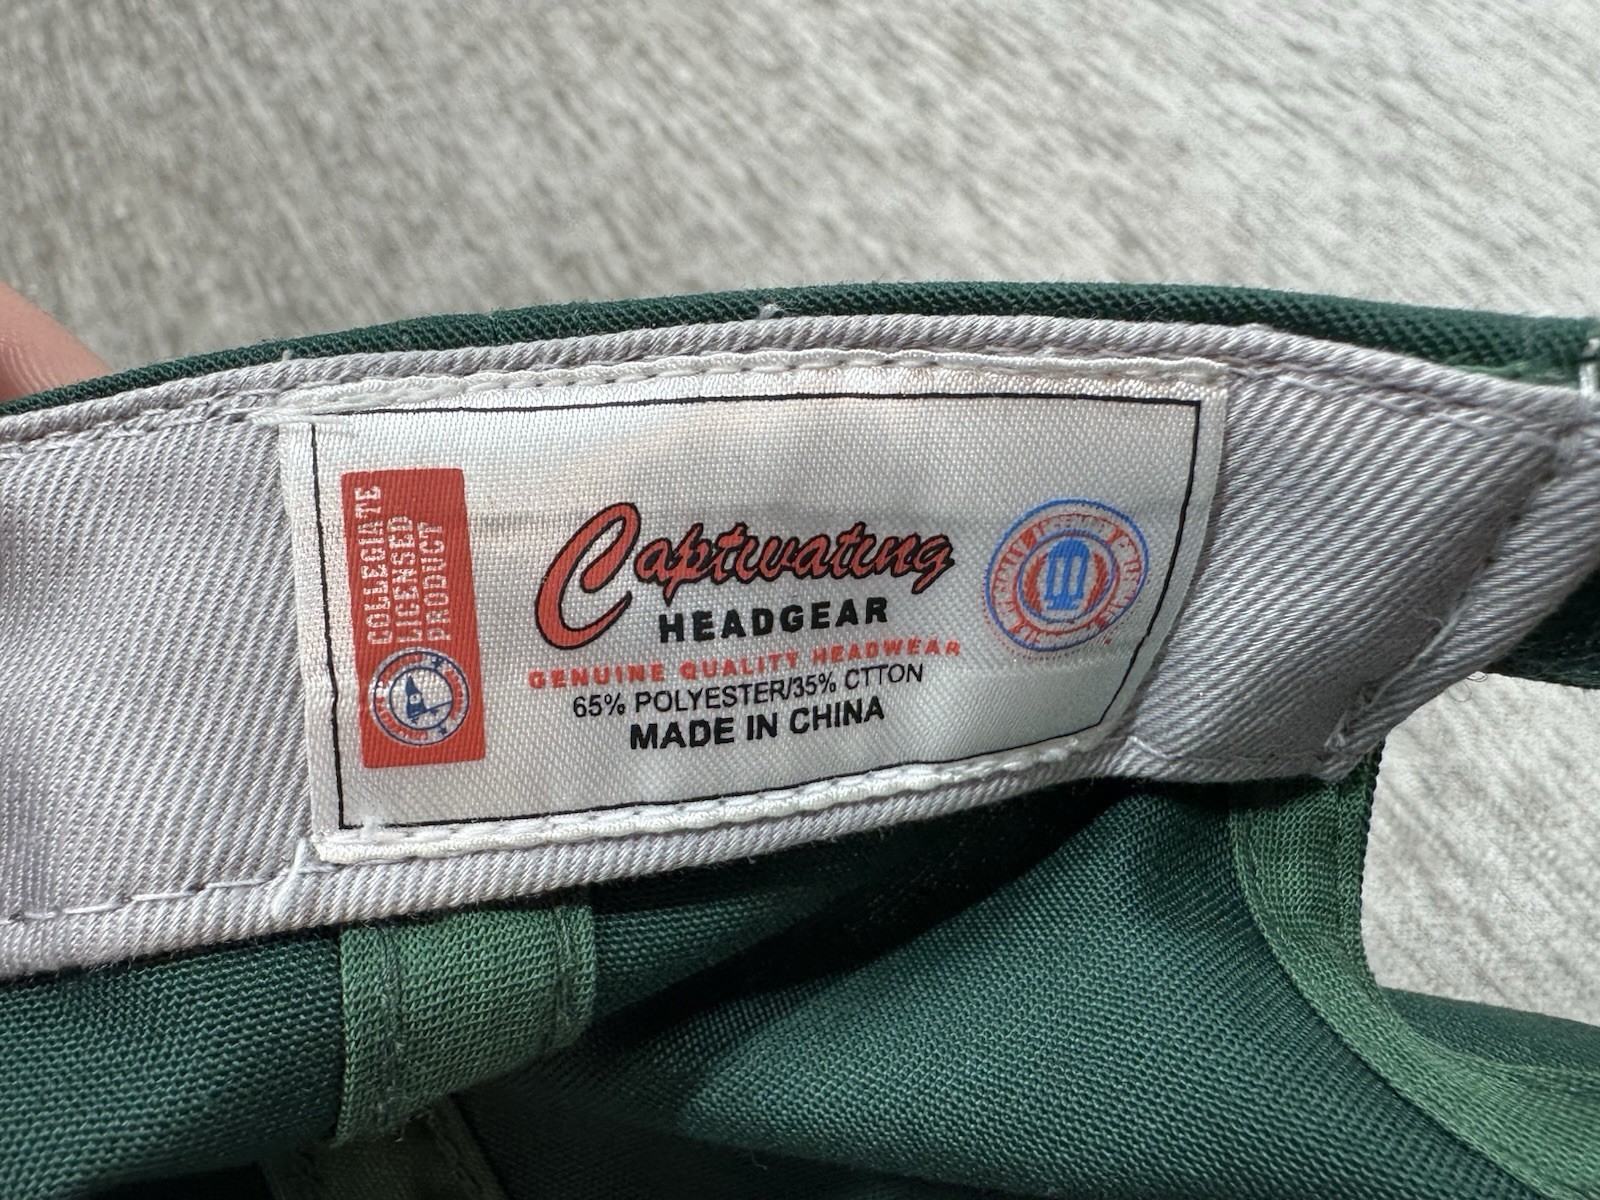 COLLEGIATE
LICENSED
PRODUCT
Captivating
HEADGEAR
GENUINE QUALITY HEADWEAR
65% POLYESTER/35% CTTON
MADE IN CHINA